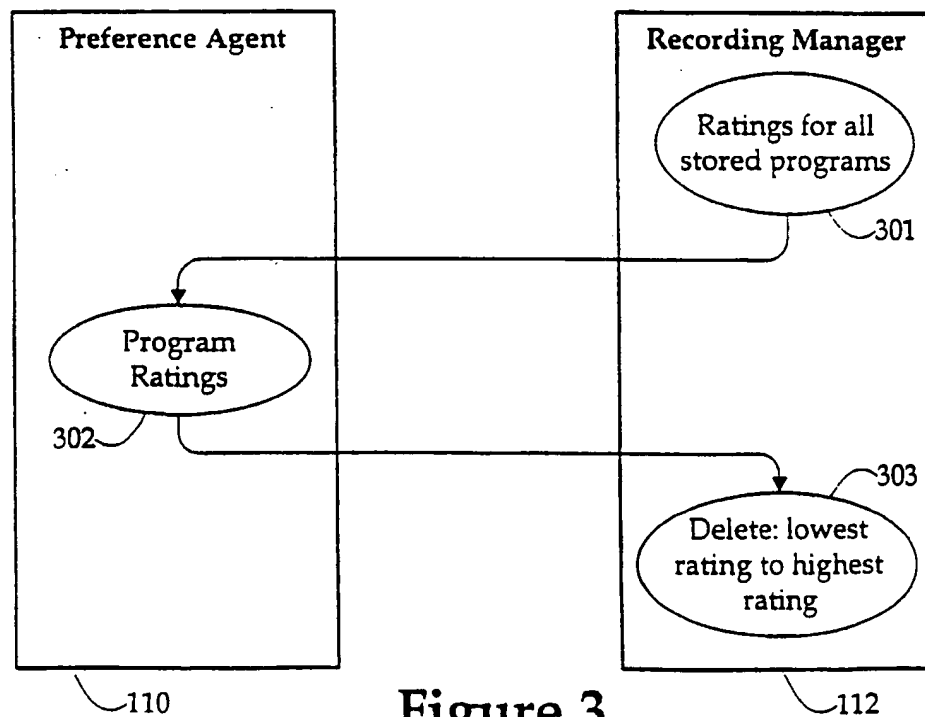 Preference Agent
Recording Manager
Ratings for all
stored programs
301
Program
Ratings
302
303
Delete: lowest
rating to highest
rating
110
Figure 3
112